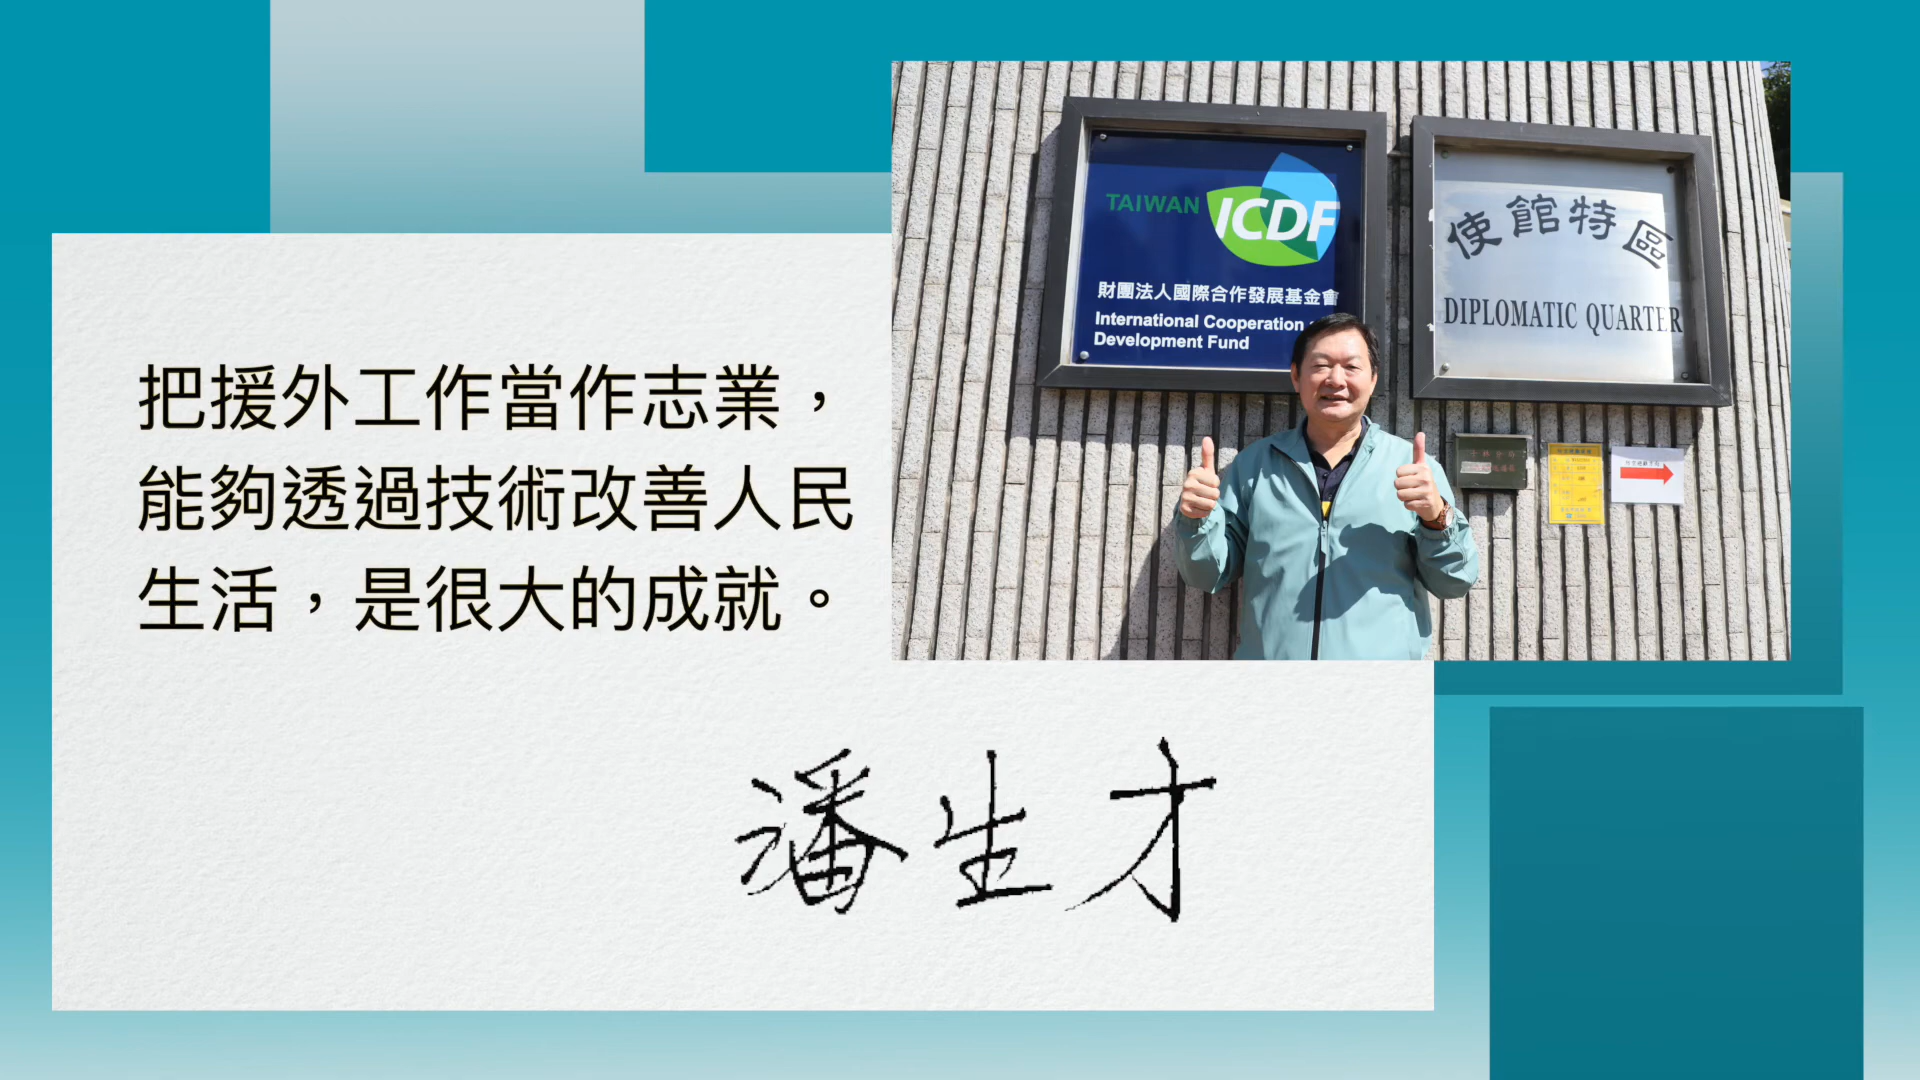 把援外工作當作志業，
能夠透過技術改善人民
生活，是很大的成就。
潘生才
TAIWAN ICDF
財團法人國際合作發展基金會
International Cooperation
Development Fund
使館特區
DIPLOMATIC QUARTER